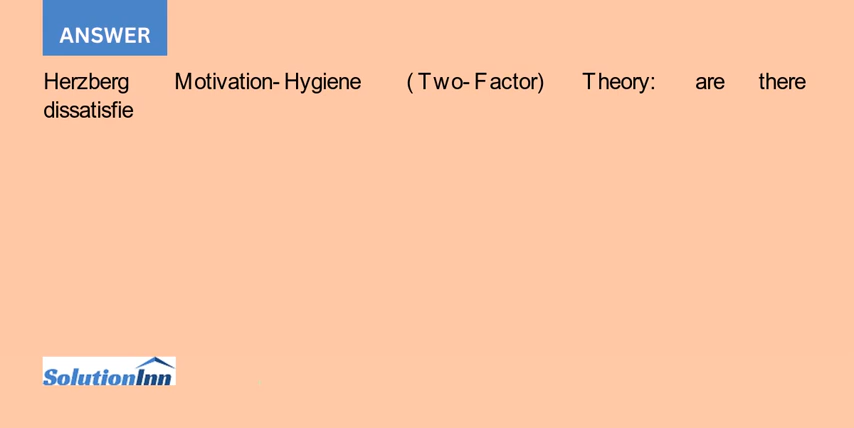 ANSWER
Herzberg Motivation- Hygiene ( Two- Factor) Theory: are there
dissatisfie
SolutionInn